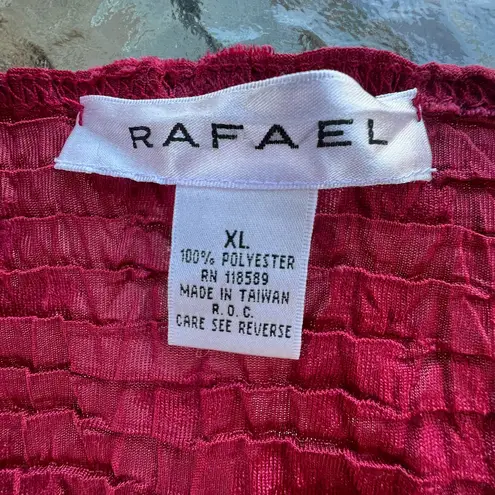 RAFAEL
XL
100% POLYESTER
RN 118589
MADE IN TAIWAN
R.O.C.
CARE SEE REVERSE